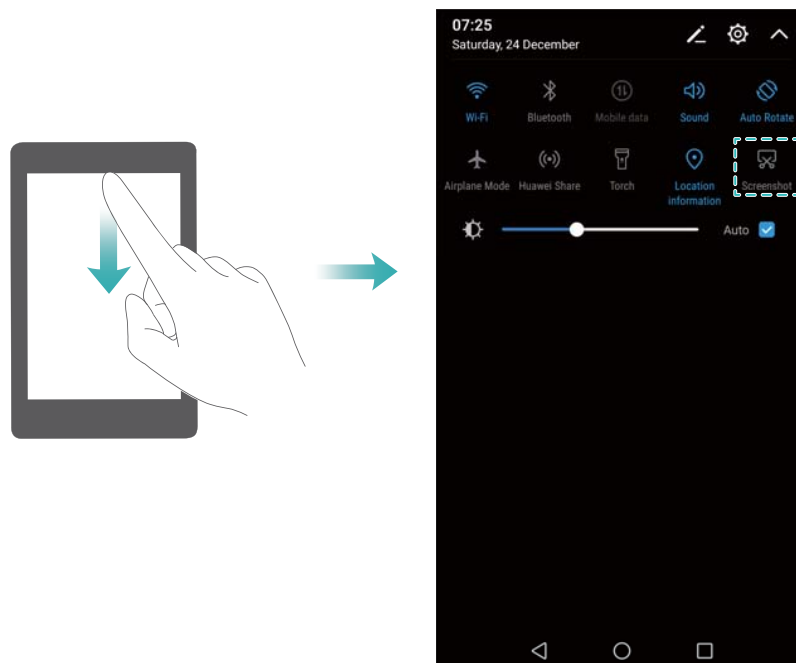 07:25
Saturday, 24 December
Wi-Fi Bluetooth Mobile data Sound Auto Rotate
Airplane Mode Huawei Share Torch Location information Screenshot
Auto